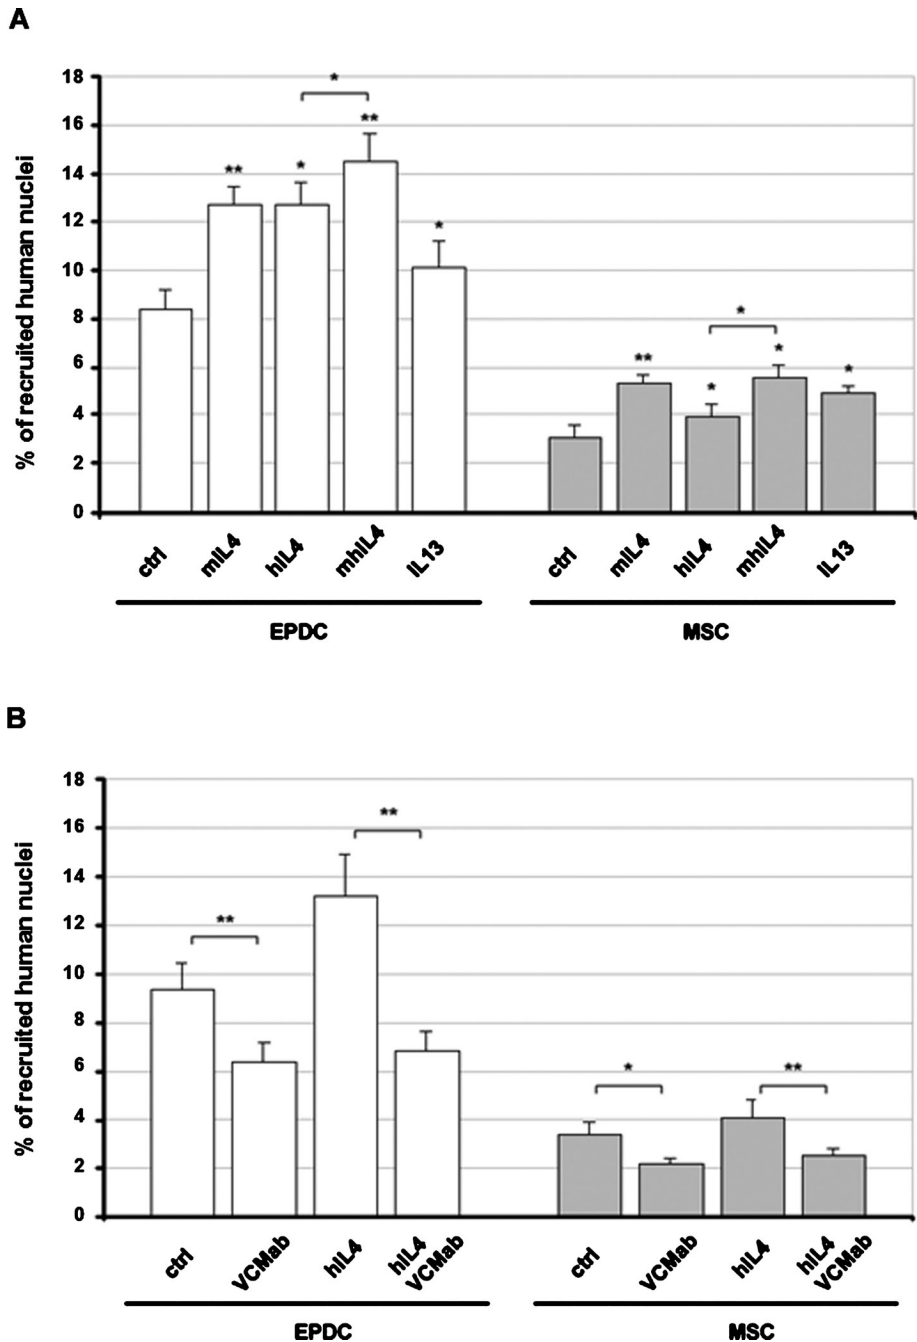 A
% of recruited human nuclei
18
16
14
12
10
8
6
4
2
0
*
** * ** *
*
** * * *
ctrl mIL4 hIL4 mhIL4 IL13 ctrl mIL4 hIL4 mhIL4 IL13
EPDC MSC
B
% of recruited human nuclei
18
16
14
12
10
8
6
4
2
0
** ** * **
ctrl VCMab hIL4 hIL4 VCMab ctrl VCMab hIL4 hIL4 VCMab
EPDC MSC